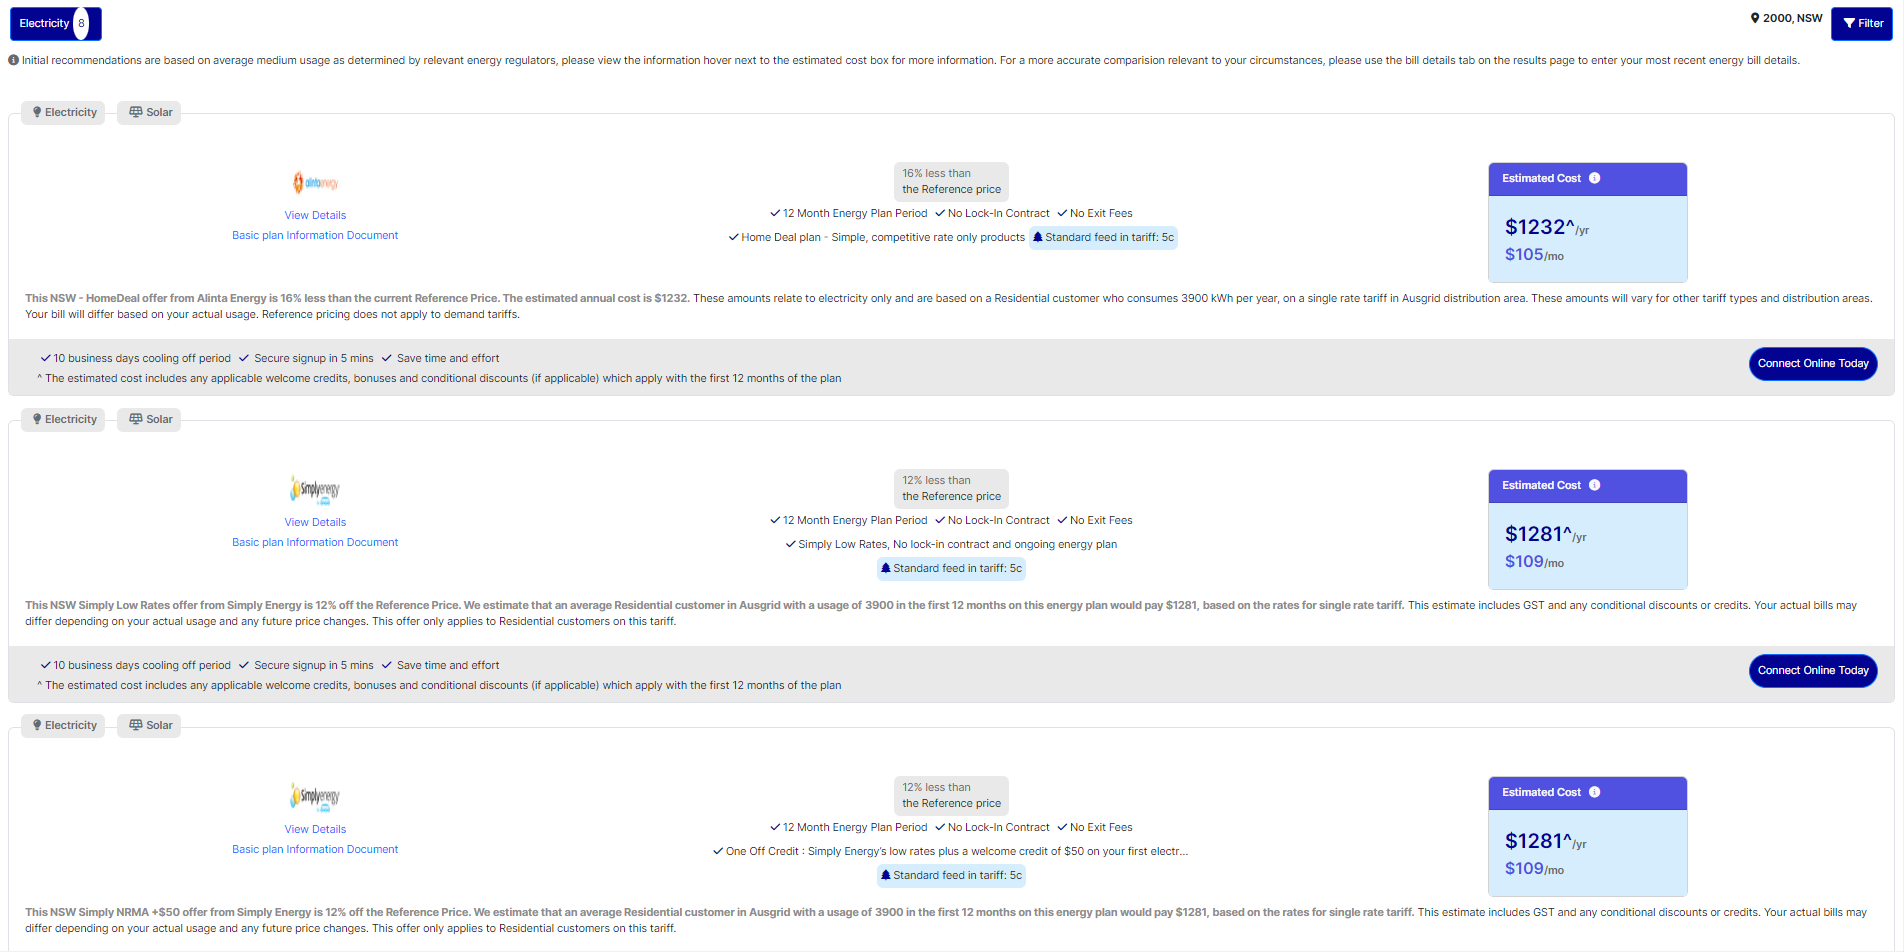 Electricity 8
2000, NSW
Filter
Initial recommendations are based on average medium usage as determined by relevant energy regulators, please view the information hover next to the estimated cost box for more information. For a more accurate comparision relevant to your circumstances, please use the bill details tab on the results page to enter your most recent energy bill details.
Electricity Solar
alintaenergy
View Details
Basic plan Information Document
16% less than
the Reference price
12 Month Energy Plan Period No Lock-In Contract No Exit Fees
Home Deal plan - Simple, competitive rate only products Standard feed in tariff: 5c
Estimated Cost
$1232^/yr
$105/mo
This NSW - HomeDeal offer from Alinta Energy is 16% less than the current Reference Price. The estimated annual cost is $1232. These amounts relate to electricity only and are based on a Residential customer who consumes 3900 kWh per year, on a single rate tariff in Ausgrid distribution area. These amounts will vary for other tariff types and distribution areas.
Your bill will differ based on your actual usage. Reference pricing does not apply to demand tariffs.
10 business days cooling off period Secure signup in 5 mins Save time and effort
^ The estimated cost includes any applicable welcome credits, bonuses and conditional discounts (if applicable) which apply with the first 12 months of the plan
Connect Online Today
Electricity Solar
Simplyenergy
View Details
Basic plan Information Document
12% less than
the Reference price
12 Month Energy Plan Period No Lock-In Contract No Exit Fees
Simply Low Rates, No lock-in contract and ongoing energy plan
Standard feed in tariff: 5c
Estimated Cost
$1281^/yr
$109/mo
This NSW Simply Low Rates offer from Simply Energy is 12% off the Reference Price. We estimate that an average Residential customer in Ausgrid with a usage of 3900 in the first 12 months on this energy plan would pay $1281, based on the rates for single rate tariff. This estimate includes GST and any conditional discounts or credits. Your actual bills may
differ depending on your actual usage and any future price changes. This offer only applies to Residential customers on this tariff.
10 business days cooling off period Secure signup in 5 mins Save time and effort
^ The estimated cost includes any applicable welcome credits, bonuses and conditional discounts (if applicable) which apply with the first 12 months of the plan
Connect Online Today
Electricity Solar
Simplyenergy
View Details
Basic plan Information Document
12% less than
the Reference price
12 Month Energy Plan Period No Lock-In Contract No Exit Fees
One Off Credit : Simply Energy's low rates plus a welcome credit of $50 on your first electr...
Standard feed in tariff: 5c
Estimated Cost
$1281^/yr
$109/mo
This NSW Simply NRMA +$50 offer from Simply Energy is 12% off the Reference Price. We estimate that an average Residential customer in Ausgrid with a usage of 3900 in the first 12 months on this energy plan would pay $1281, based on the rates for single rate tariff. This estimate includes GST and any conditional discounts or credits. Your actual bills may
differ depending on your actual usage and any future price changes. This offer only applies to Residential customers on this tariff.